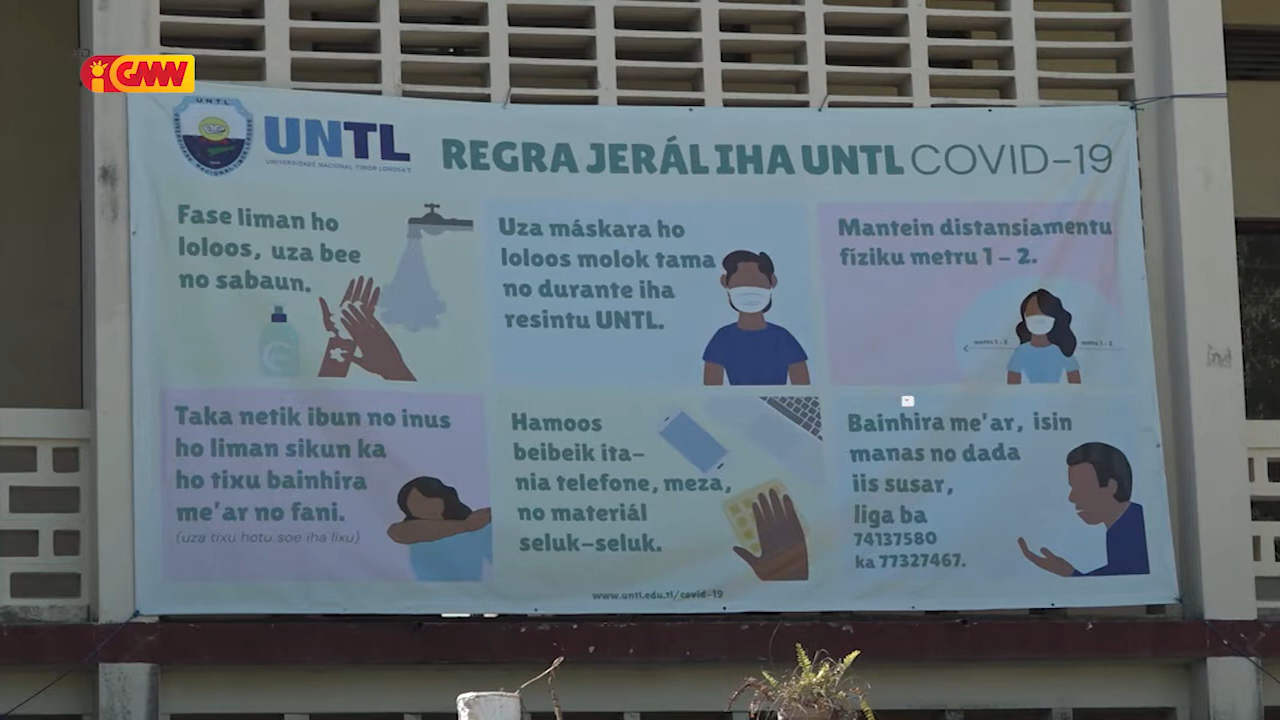 GMW
UNTL
UNTL
UNIVERSIDADE NACIONAL TIMOR LOROSA'E
REGRA JERÁL IHA UNTL COVID-19
Fase liman ho
loloos, uza bee
no sabaun.
Uza máskara ho
loloos molok tama
no durante iha
resintu UNTL.
Mantein distansiamentu
fíziku metru 1 - 2.
metru 1 - 2
metru 1 - 2
Taka netik ibun no inus
ho liman sikun ka
ho tixu bainhira
me'ar no fani.
(uza tixu hotu soe iha lixu)
Hamoos
beibeik ita-
nia telefone, meza,
no materiál
seluk-seluk.
Bainhira me'ar, isin
manas no dada
iis susar,
liga ba
74137580
ka 77327467.
www.untl.edu.tl/covid-19